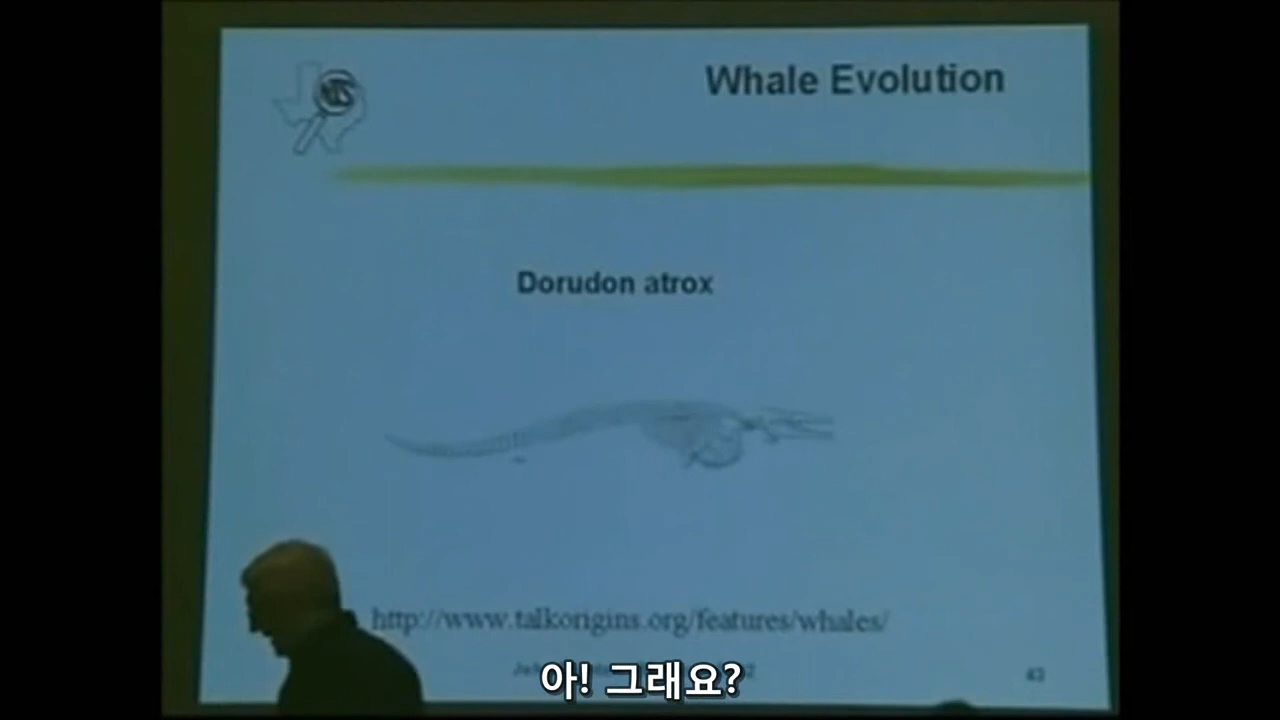 Whale Evolution
Dorudon atrox
http://www.talkorigins.org/features/whales/
43
아! 그래요?